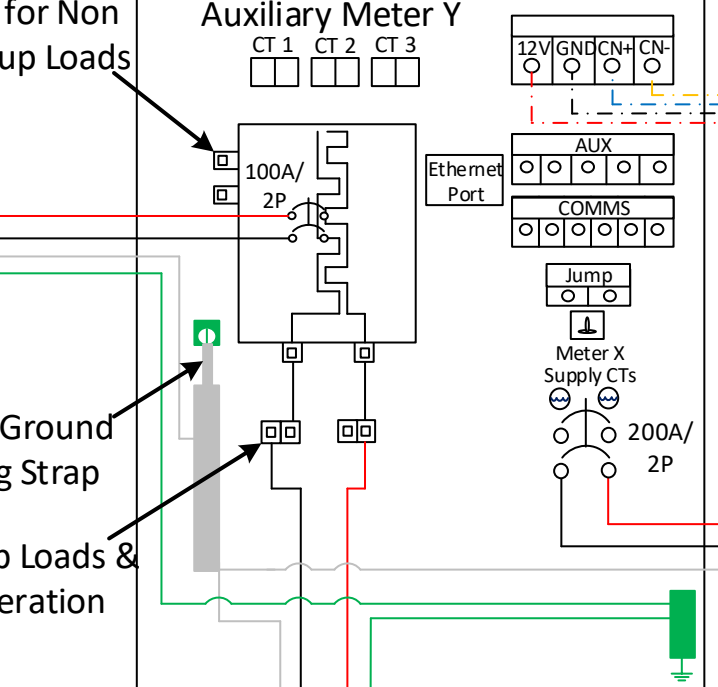 for Non
up Loads
Auxiliary Meter Y
CT 1 CT 2 CT 3
12V GND CN+ CN-
AUX
100A/
2P
Ethernet
Port
COMMS
Jump
Meter X
Supply CTs
200A/
2P
Ground
g Strap
p Loads &
eration